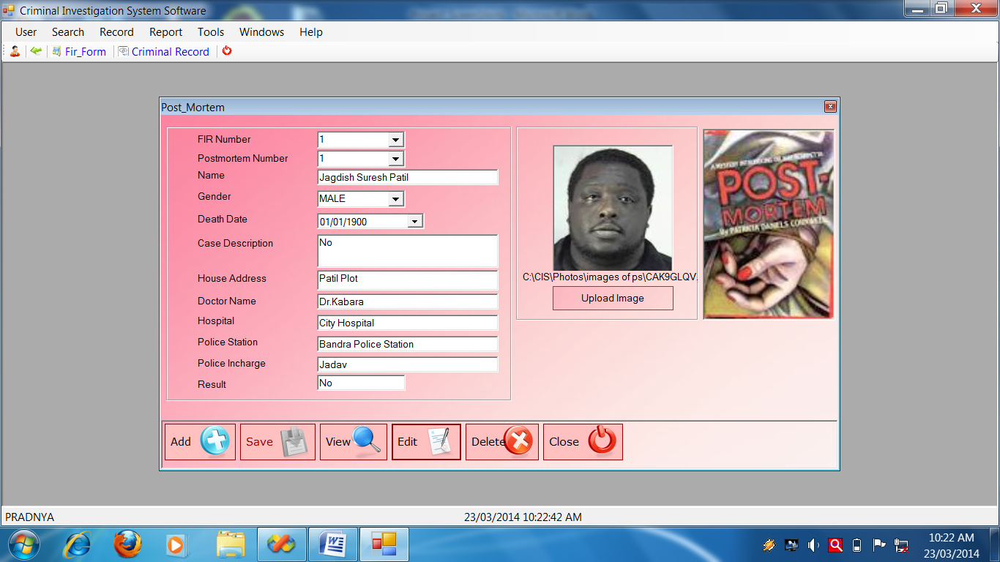 Criminal Investigation System Software
User Search Record Report Tools Windows Help
Fir_Form Criminal Record
Post_Mortem
FIR Number 1
Postmortem Number 1
Name Jagdish Suresh Patil
Gender MALE
Death Date 01/01/1900
Case Description No
House Address Patil Plot
Doctor Name Dr.Kabara
Hospital City Hospital
Police Station Bandra Police Station
Police Incharge Jadav
Result No
C:\CIS\Photos\images of ps\CAK9GLQV.
Upload Image
A MYSTERY INTRODUCING
POST-
MORTEM
By PATRICIA DANIELS CORNWELL
Add Save View Edit Delete Close
PRADNYA 23/03/2014 10:22:42 AM
10:22 AM
23/03/2014